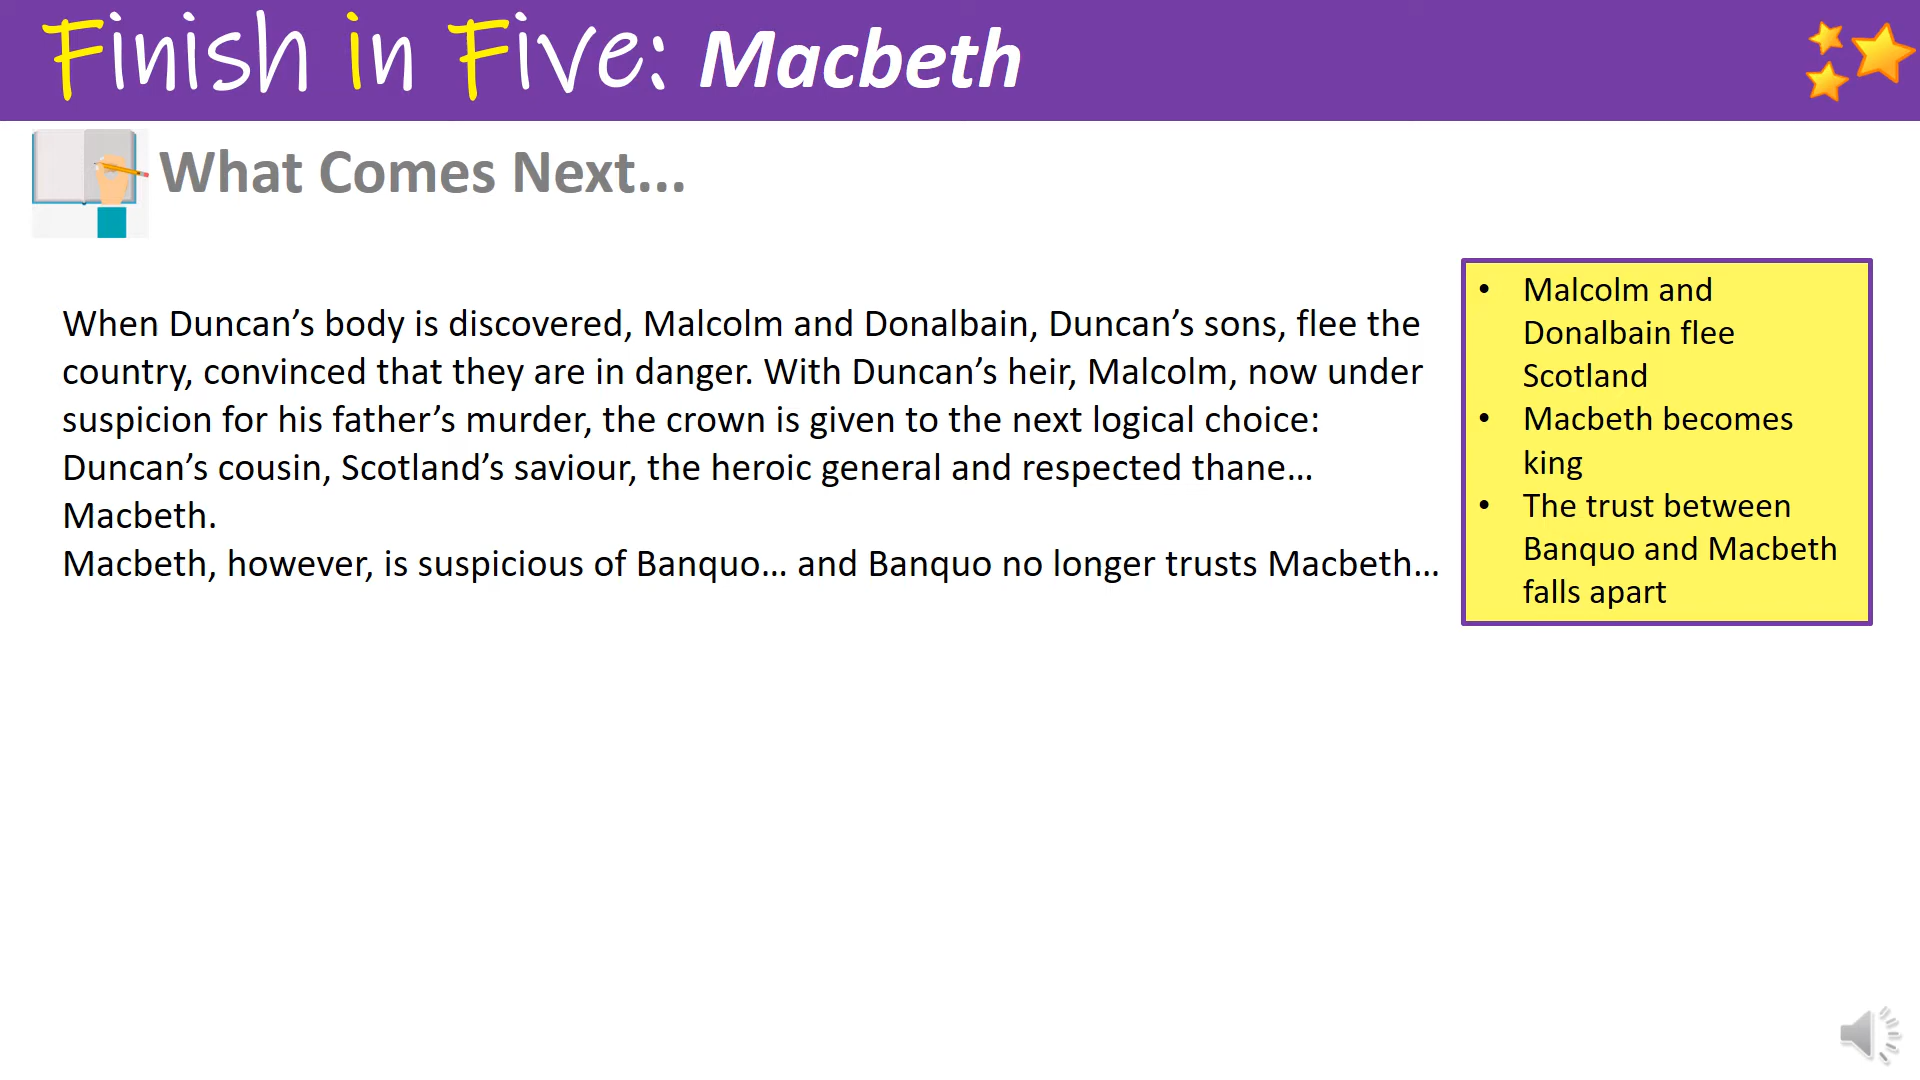 Finish in Five: Macbeth
What Comes Next...
When Duncan’s body is discovered, Malcolm and Donalbain, Duncan’s sons, flee the
country, convinced that they are in danger. With Duncan’s heir, Malcolm, now under
suspicion for his father’s murder, the crown is given to the next logical choice:
Duncan’s cousin, Scotland’s saviour, the heroic general and respected thane…
Macbeth.
Macbeth, however, is suspicious of Banquo… and Banquo no longer trusts Macbeth…
• Malcolm and
Donalbain flee
Scotland
• Macbeth becomes
king
• The trust between
Banquo and Macbeth
falls apart